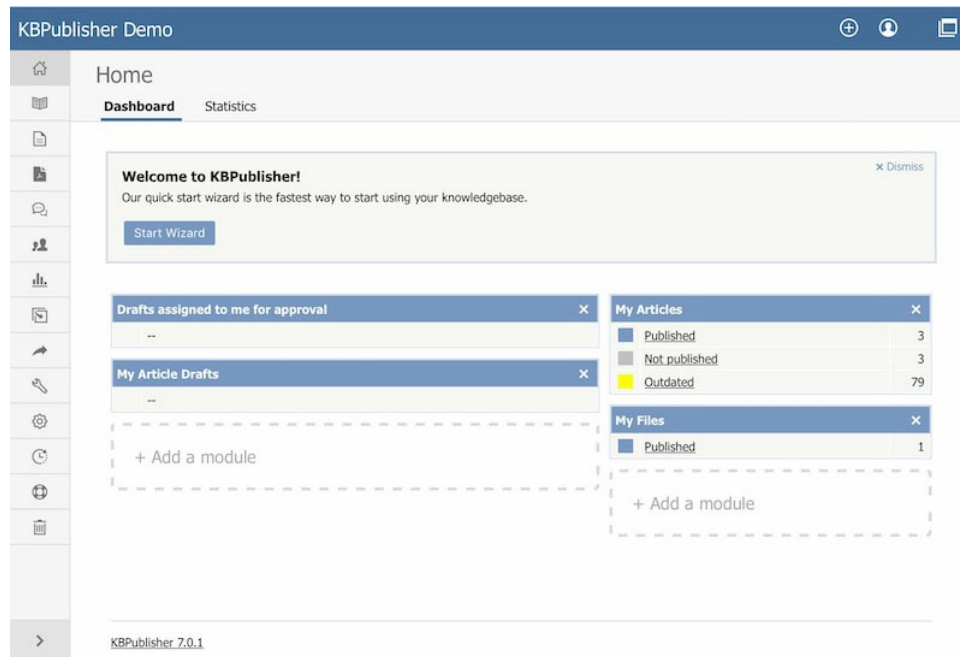 KBPublisher Demo
Home
Dashboard Statistics
Welcome to KBPublisher!
× Dismiss
Our quick start wizard is the fastest way to start using your knowledgebase.
Start Wizard
Drafts assigned to me for approval ×
--
My Article Drafts ×
--
+ Add a module
My Articles ×
Published 3
Not published 3
Outdated 79
My Files ×
Published 1
+ Add a module
KBPublisher 7.0.1